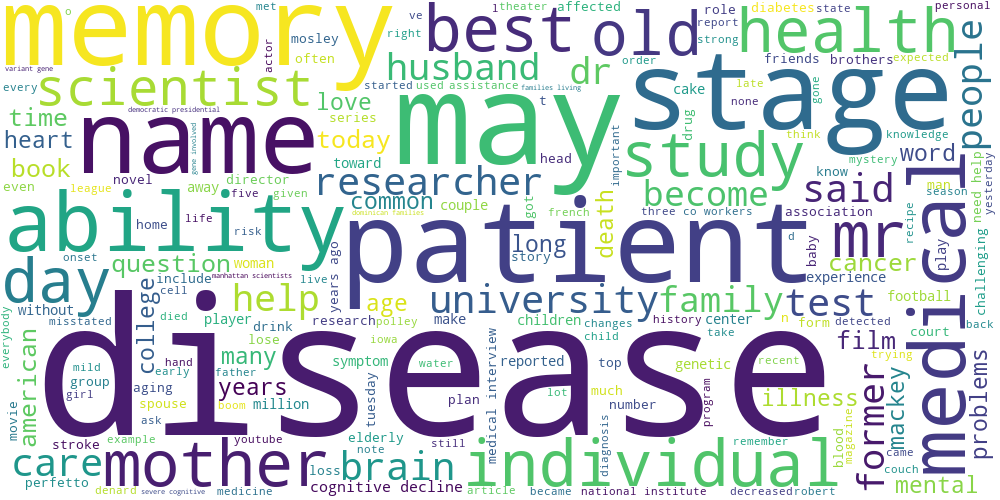 memory
best
old
health
people
stage
scientist
name
may
husband
dr
study
researcher
become
said
word
ability
patient
mr
medical
day
disease
mother
individual
care
brain
university
family
test
help
question
cancer
film
former
mackey
problems
mental
illness
american
college
years
many
age
death
love
today
time
heart
book
common
long
o
theater
met
mosley
often
actor
variant gene
every
democratic presidential
gene involved
series
l
ve
right
affected
role
report
strong
diabetes
state
personal
order
friends
brothers
expected
started
used
assistance
families living
t
cake
late
none
gone
drug
think
knowledge
mystery
know
man
season
yesterday
need help
even
novel
director
toward
head
important
league
away
five
given
couple
got
french
three
co workers
association
dominican families
home
life
risk
woman
story
years ago
d
baby
experience
recipe
play
challenging
onset
include
manhattan scientists
live
without
cell
football
back
misstated
died
player
drink
research
polley
make
children
changes
history
center
n
form
detected
court
everybody
lose
iowa
child
take
trying
mild
hand
early
father
symptom
water
medical interview
reported
top
genetic
recent
group
girl
aging
spouse
boom
million
tuesday
plan
lot
much
number
program
movie
ask
blood
magazine
came
couch
stroke
example
youtube
elderly
note
still
diagnosis
remember
perfetto
loss
cognitive decline
article
became
national institute
decreased
robert
denard
severe cognitive
medicine